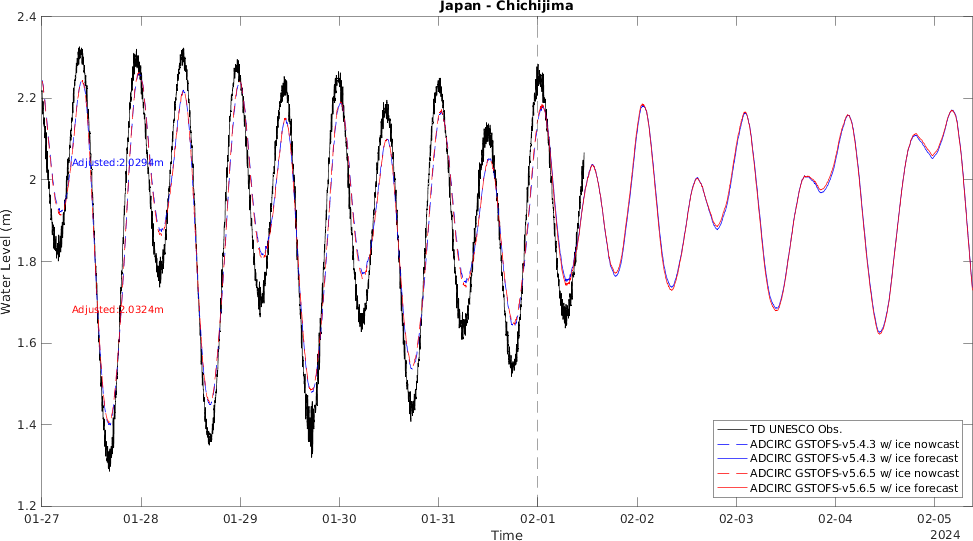 Japan - Chichijima
2.4
2.2
2
1.8
1.6
1.4
1.2
Water Level (m)
Adjusted:2.0294m
Adjusted:2.0324m
TD UNESCO Obs.
ADCIRC GSTOFS-v5.4.3 w/ ice nowcast
ADCIRC GSTOFS-v5.4.3 w/ ice forecast
ADCIRC GSTOFS-v5.6.5 w/ ice nowcast
ADCIRC GSTOFS-v5.6.5 w/ ice forecast
01-27 01-28 01-29 01-30 01-31 02-01 02-02 02-03 02-04 02-05
Time
2024